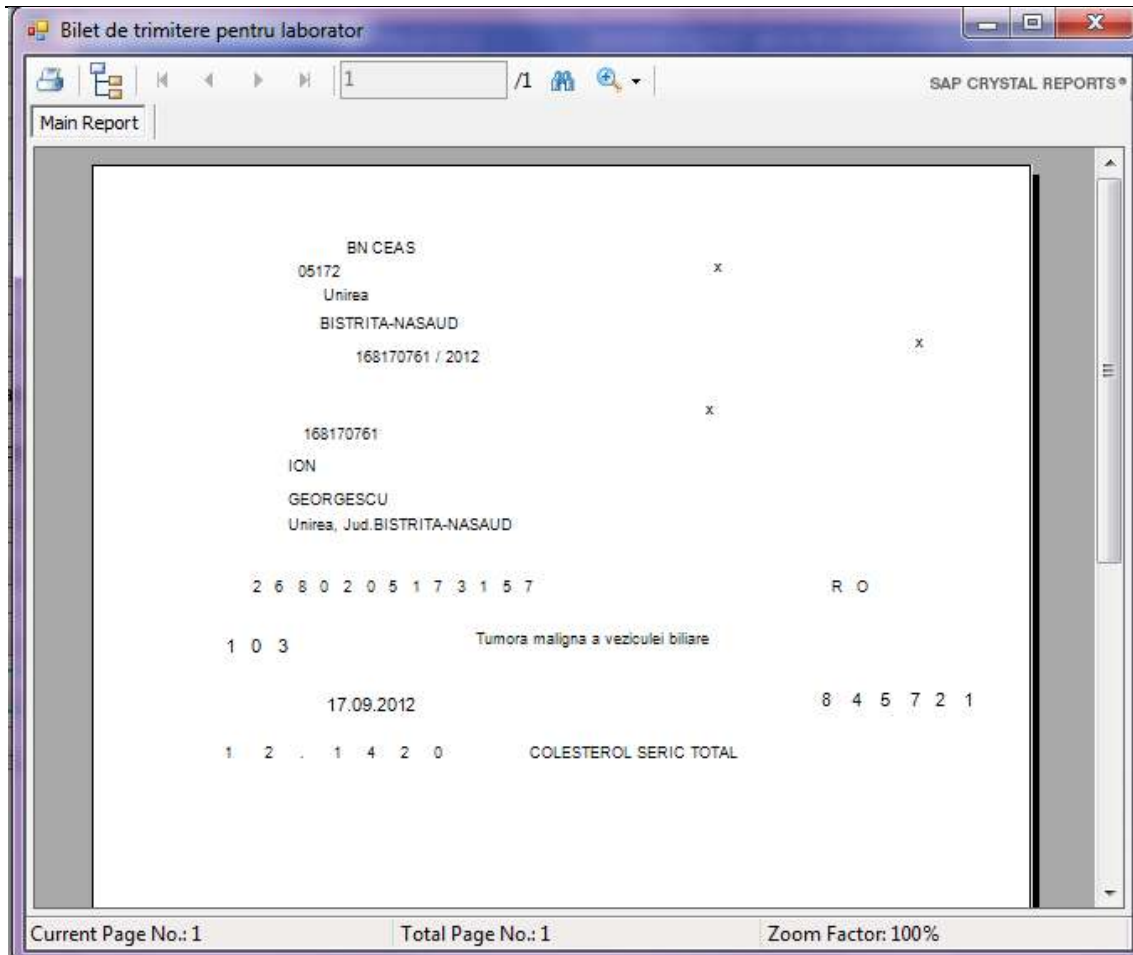 Bilet de trimitere pentru laborator
1 /1 SAP CRYSTAL REPORTS®
Main Report
BN CEAS
05172 x
Unirea
BISTRITA-NASAUD
x
168170761 / 2012
x
168170761
ION
GEORGESCU
Unirea, Jud.BISTRITA-NASAUD
2 6 8 0 2 0 5 1 7 3 1 5 7 R O
1 0 3 Tumora maligna a veziculei biliare
17.09.2012 8 4 5 7 2 1
1 2 . 1 4 2 0 COLESTEROL SERIC TOTAL
Current Page No.: 1 Total Page No.: 1 Zoom Factor: 100%